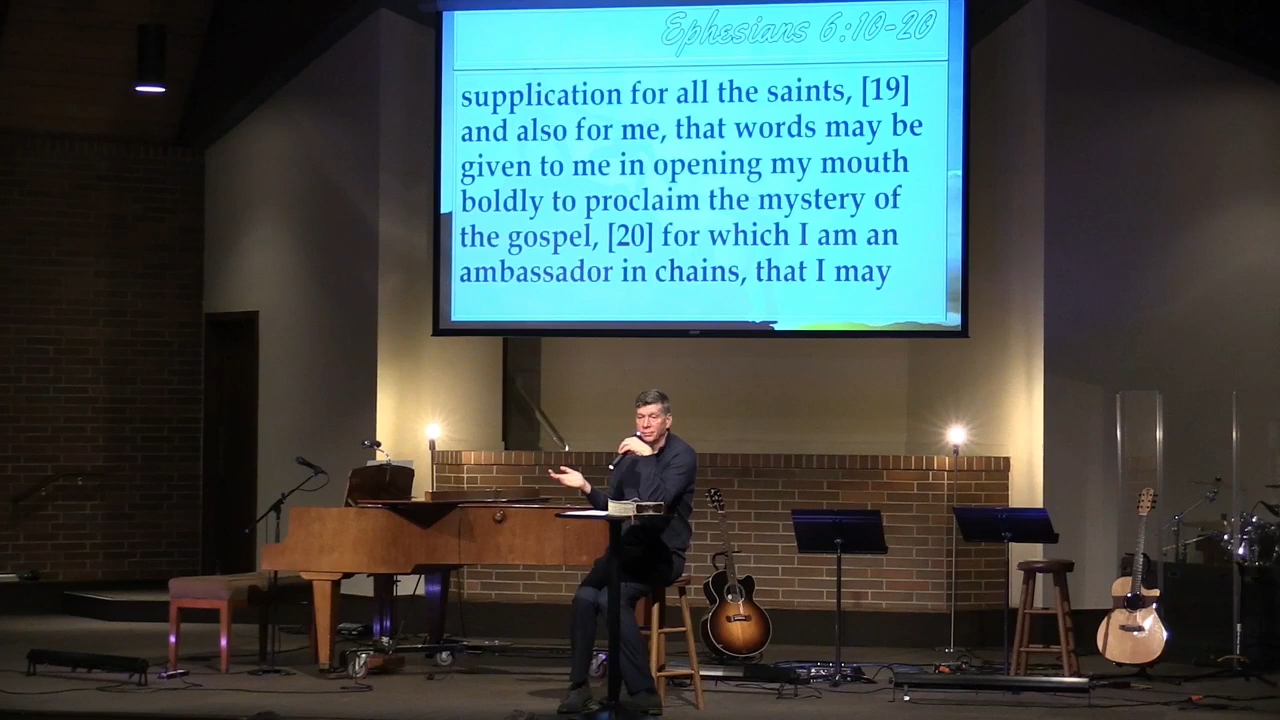 Ephesians 6:10-20
supplication for all the saints, [19]
and also for me, that words may be
given to me in opening my mouth
boldly to proclaim the mystery of
the gospel, [20] for which I am an
ambassador in chains, that I may